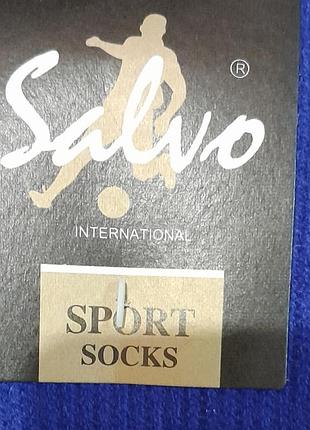 Salvo ®
INTERNATIONAL
SPORT
SOCKS